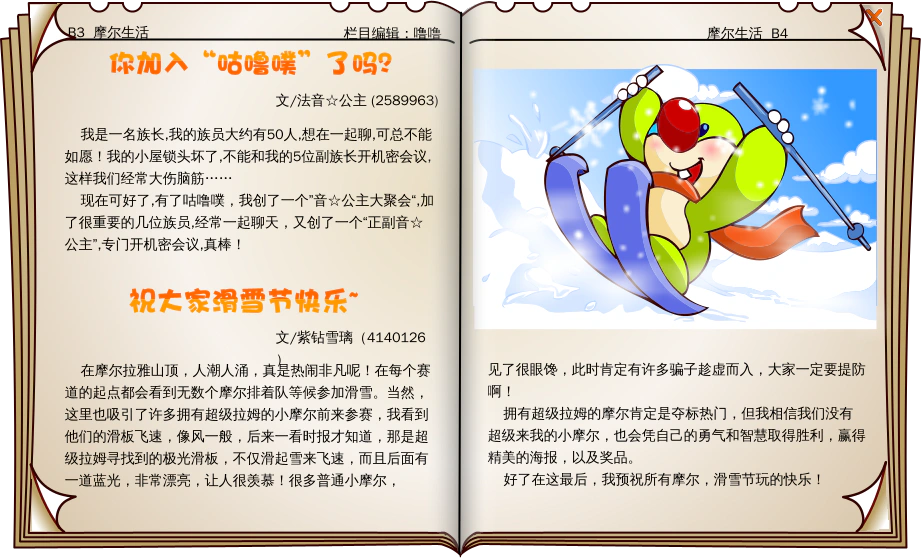 B3 摩尔生活
栏目编辑：噜噜
你加入“咕噜噗”了吗？
文/法音☆公主 (2589963)
我是一名族长,我的族员大约有50人,想在一起聊,可总不能
如愿！我的小屋锁头坏了,不能和我的5位副族长开机密会议,
这样我们经常大伤脑筋……
现在可好了,有了咕噜噗，我创了一个”音☆公主大聚会“,加
了很重要的几位族员,经常一起聊天，又创了一个“正副音☆
公主”,专门开机密会议,真棒！
祝大家滑雪节快乐~
文/紫钻雪璃（4140126
）
在摩尔拉雅山顶，人潮人涌，真是热闹非凡呢！在每个赛
道的起点都会看到无数个摩尔排着队等候参加滑雪。当然，
这里也吸引了许多拥有超级拉姆的小摩尔前来参赛，我看到
他们的滑板飞速，像风一般，后来一看时报才知道，那是超
级拉姆寻找到的极光滑板，不仅滑起雪来飞速，而且后面有
一道蓝光，非常漂亮，让人很羡慕！很多普通小摩尔，
摩尔生活 B4
见了很眼馋，此时肯定有许多骗子趁虚而入，大家一定要提防
啊！
拥有超级拉姆的摩尔肯定是夺标热门，但我相信我们没有
超级来我的小摩尔，也会凭自己的勇气和智慧取得胜利，赢得
精美的海报，以及奖品。
好了在这最后，我预祝所有摩尔，滑雪节玩的快乐！